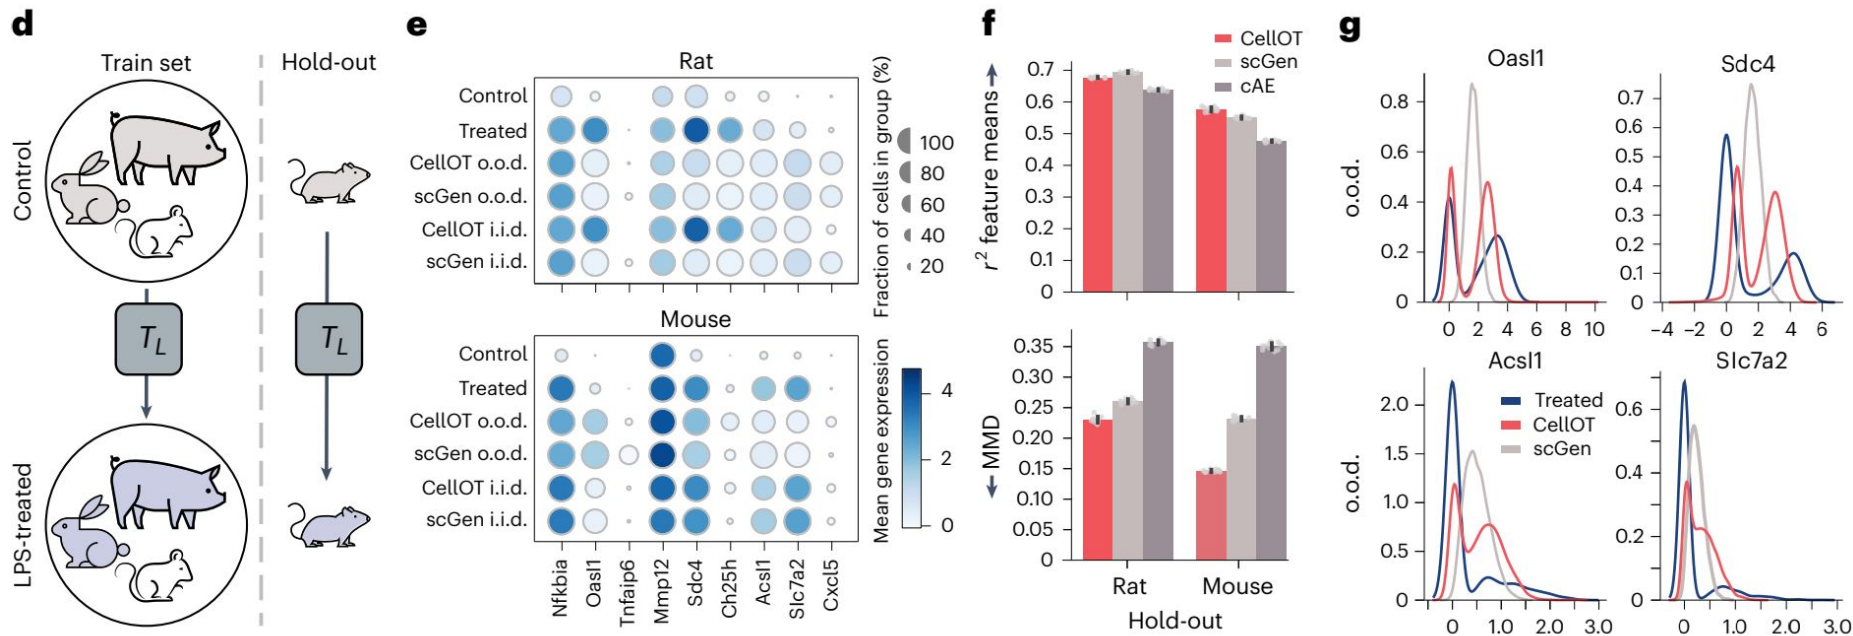 d
Train set
Hold-out
Control
T_L
T_L
LPS-treated
e
Rat
Control
Treated
CellOT o.o.d.
scGen o.o.d.
CellOT i.i.d.
scGen i.i.d.
Mouse
Control
Treated
CellOT o.o.d.
scGen o.o.d.
CellOT i.i.d.
scGen i.i.d.
Nfkbia
Oasl1
Tnfaip6
Mmp12
Sdc4
Ch25h
Acsl1
Slc7a2
Cxcl5
Fraction of cells in group (%)
100
80
60
40
20
Mean gene expression
4
2
0
f
CellOT
scGen
cAE
r² feature means
0.7
0.6
0.5
0.4
0.3
0.2
0.1
0
MMD
0.35
0.30
0.25
0.20
0.15
0.10
0.05
0
Rat
Mouse
Hold-out
g
Oasl1
o.o.d.
0.8
0.6
0.4
0.2
0
0 2 4 6 8 10
Sdc4
0.7
0.6
0.5
0.4
0.3
0.2
0.1
0
−4 −2 0 2 4 6
Acsl1
o.o.d.
2.0
1.5
1.0
0.5
0
0 1.0 2.0 3.0
Treated
CellOT
scGen
Slc7a2
0.6
0.4
0.2
0
0 1.0 2.0 3.0